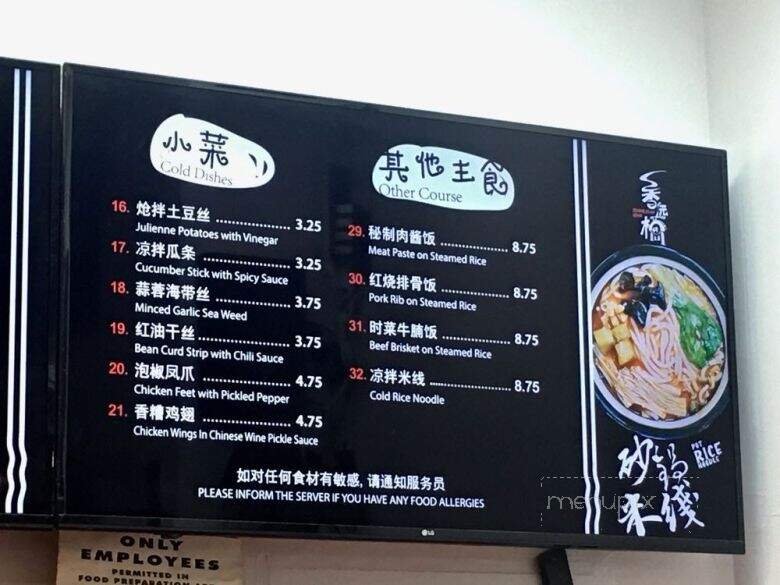 小菜
Cold Dishes
16. 炝拌土豆丝 ................. 3.25
Julienne Potatoes with Vinegar
17. 凉拌瓜条 ................. 3.25
Cucumber Stick with Spicy Sauce
18. 蒜蓉海带丝 ................. 3.75
Minced Garlic Sea Weed
19. 红油干丝 ................. 3.75
Bean Curd Strip with Chili Sauce
20. 泡椒凤爪 ................. 4.75
Chicken Feet with Pickled Pepper
21. 香糟鸡翅 ................. 4.75
Chicken Wings In Chinese Wine Pickle Sauce
其他主食
Other Course
29. 秘制肉酱饭 ................. 8.75
Meat Paste on Steamed Rice
30. 红烧排骨饭 ................. 8.75
Pork Rib on Steamed Rice
31. 时菜牛腩饭 ................. 8.75
Beef Brisket on Steamed Rice
32. 凉拌米线 ................. 8.75
Cold Rice Noodle
如对任何食材有敏感, 请通知服务员
PLEASE INFORM THE SERVER IF YOU HAVE ANY FOOD ALLERGIES
砂锅
米线
POT
RICE
NOODLE
menupix
LG
ONLY
EMPLOYEES
PERMITTED IN
FOOD PREPARATION